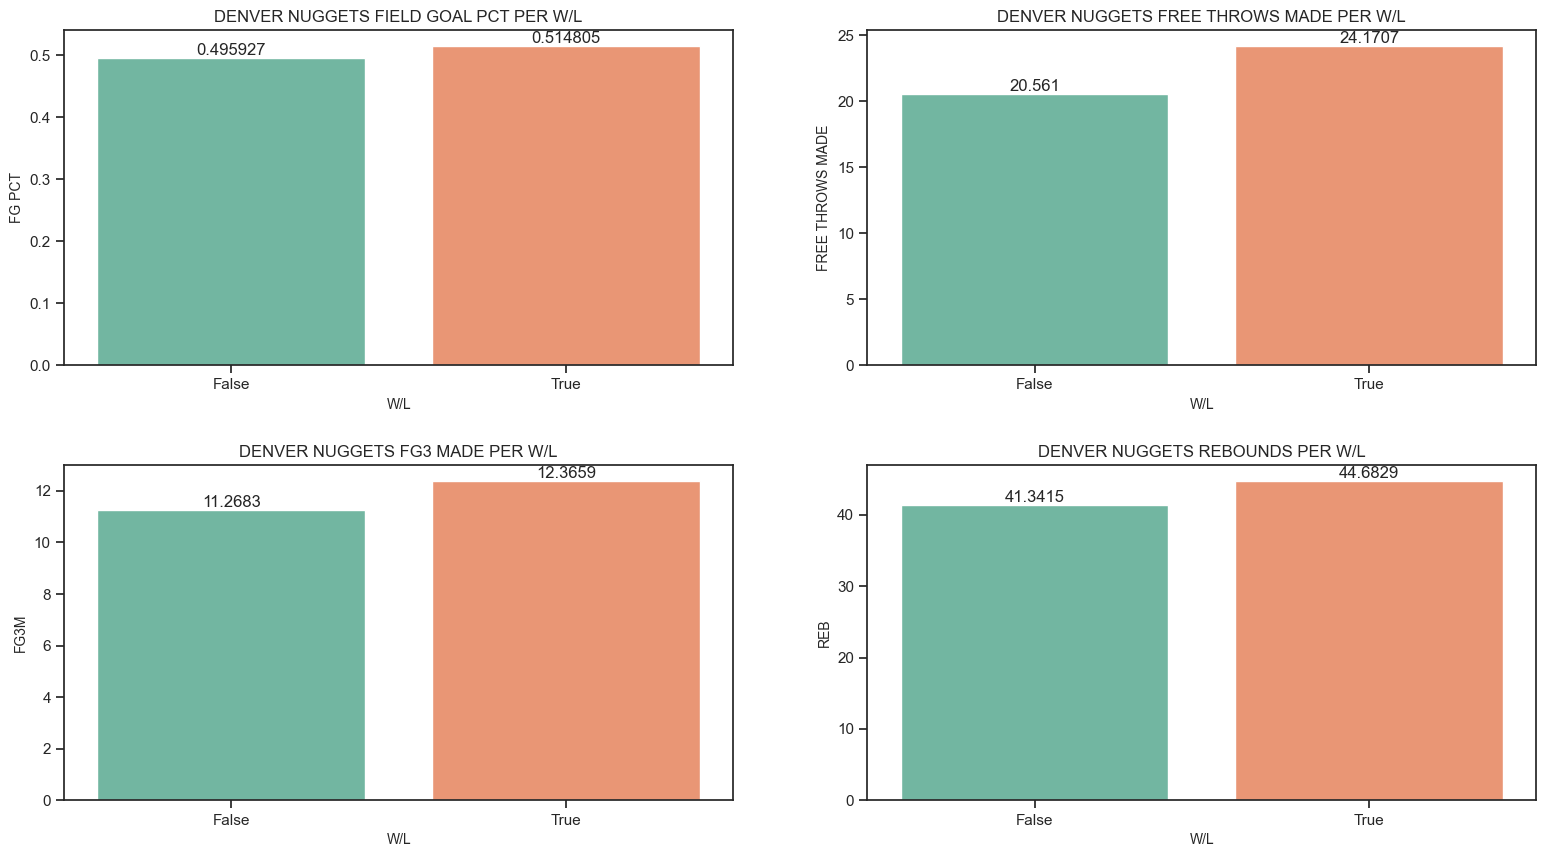 DENVER NUGGETS FIELD GOAL PCT PER W/L
0.5
0.4
0.3
0.2
0.1
0.0
FG PCT
0.495927
0.514805
False
True
W/L
DENVER NUGGETS FREE THROWS MADE PER W/L
25
20
15
10
5
0
FREE THROWS MADE
20.561
24.1707
False
True
W/L
DENVER NUGGETS FG3 MADE PER W/L
12
10
8
6
4
2
0
FG3M
11.2683
12.3659
False
True
W/L
DENVER NUGGETS REBOUNDS PER W/L
40
30
20
10
0
REB
41.3415
44.6829
False
True
W/L